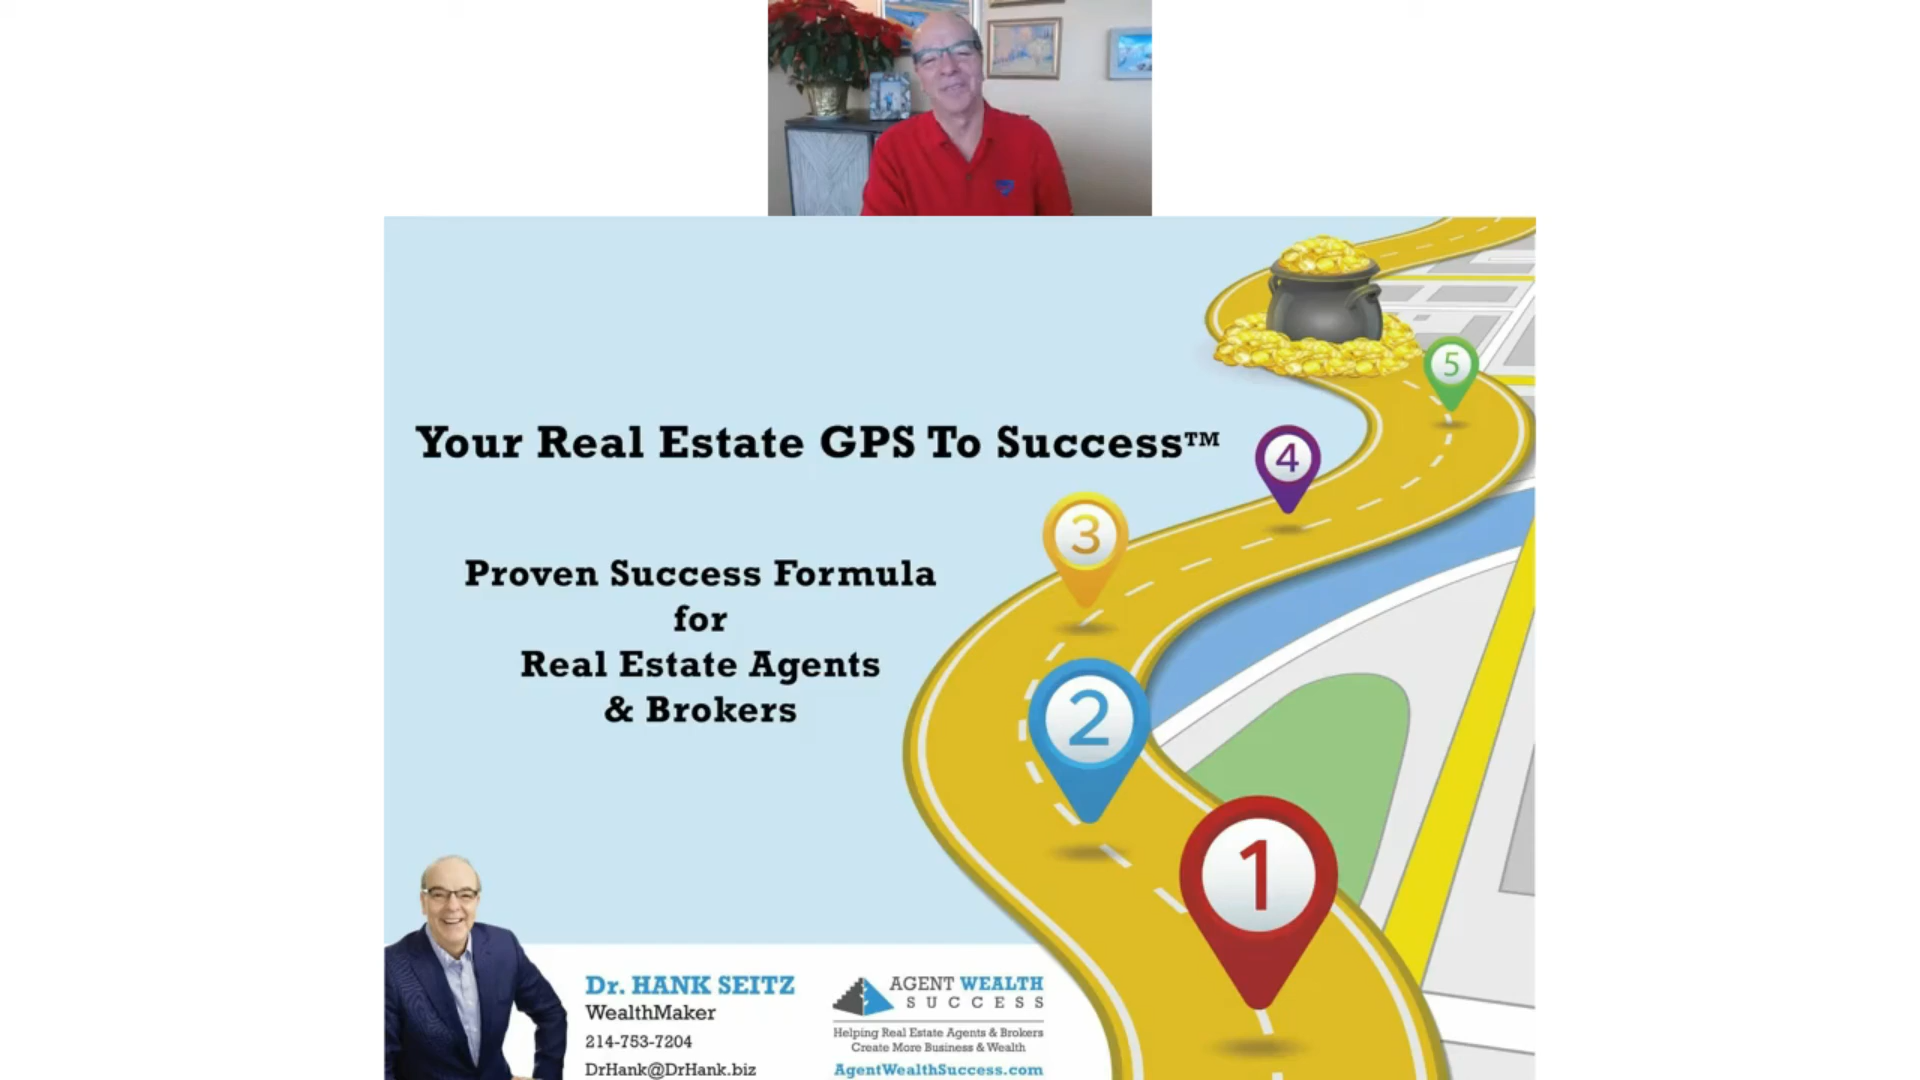 Your Real Estate GPS To Success™
Proven Success Formula
for
Real Estate Agents
& Brokers
5
4
3
2
1
Dr. HANK SEITZ
WealthMaker
214-753-7204
DrHank@DrHank.biz
AGENT WEALTH
SUCCESS
Helping Real Estate Agents & Brokers
Create More Business & Wealth
AgentWealthSuccess.com